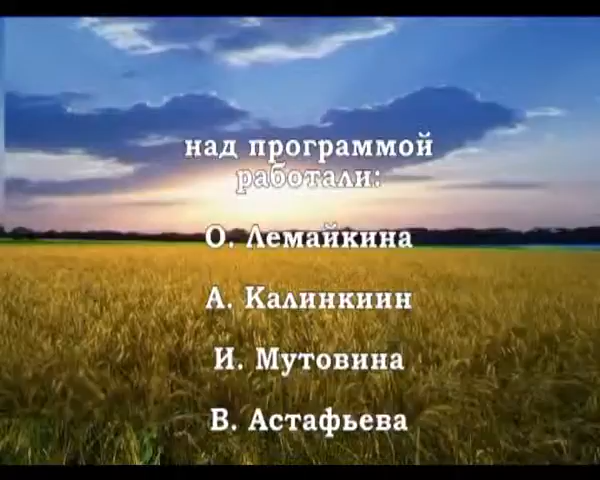 над программой
работали:
О. Лемайкина
А. Калинкиин
И. Мутовина
В. Астафьева